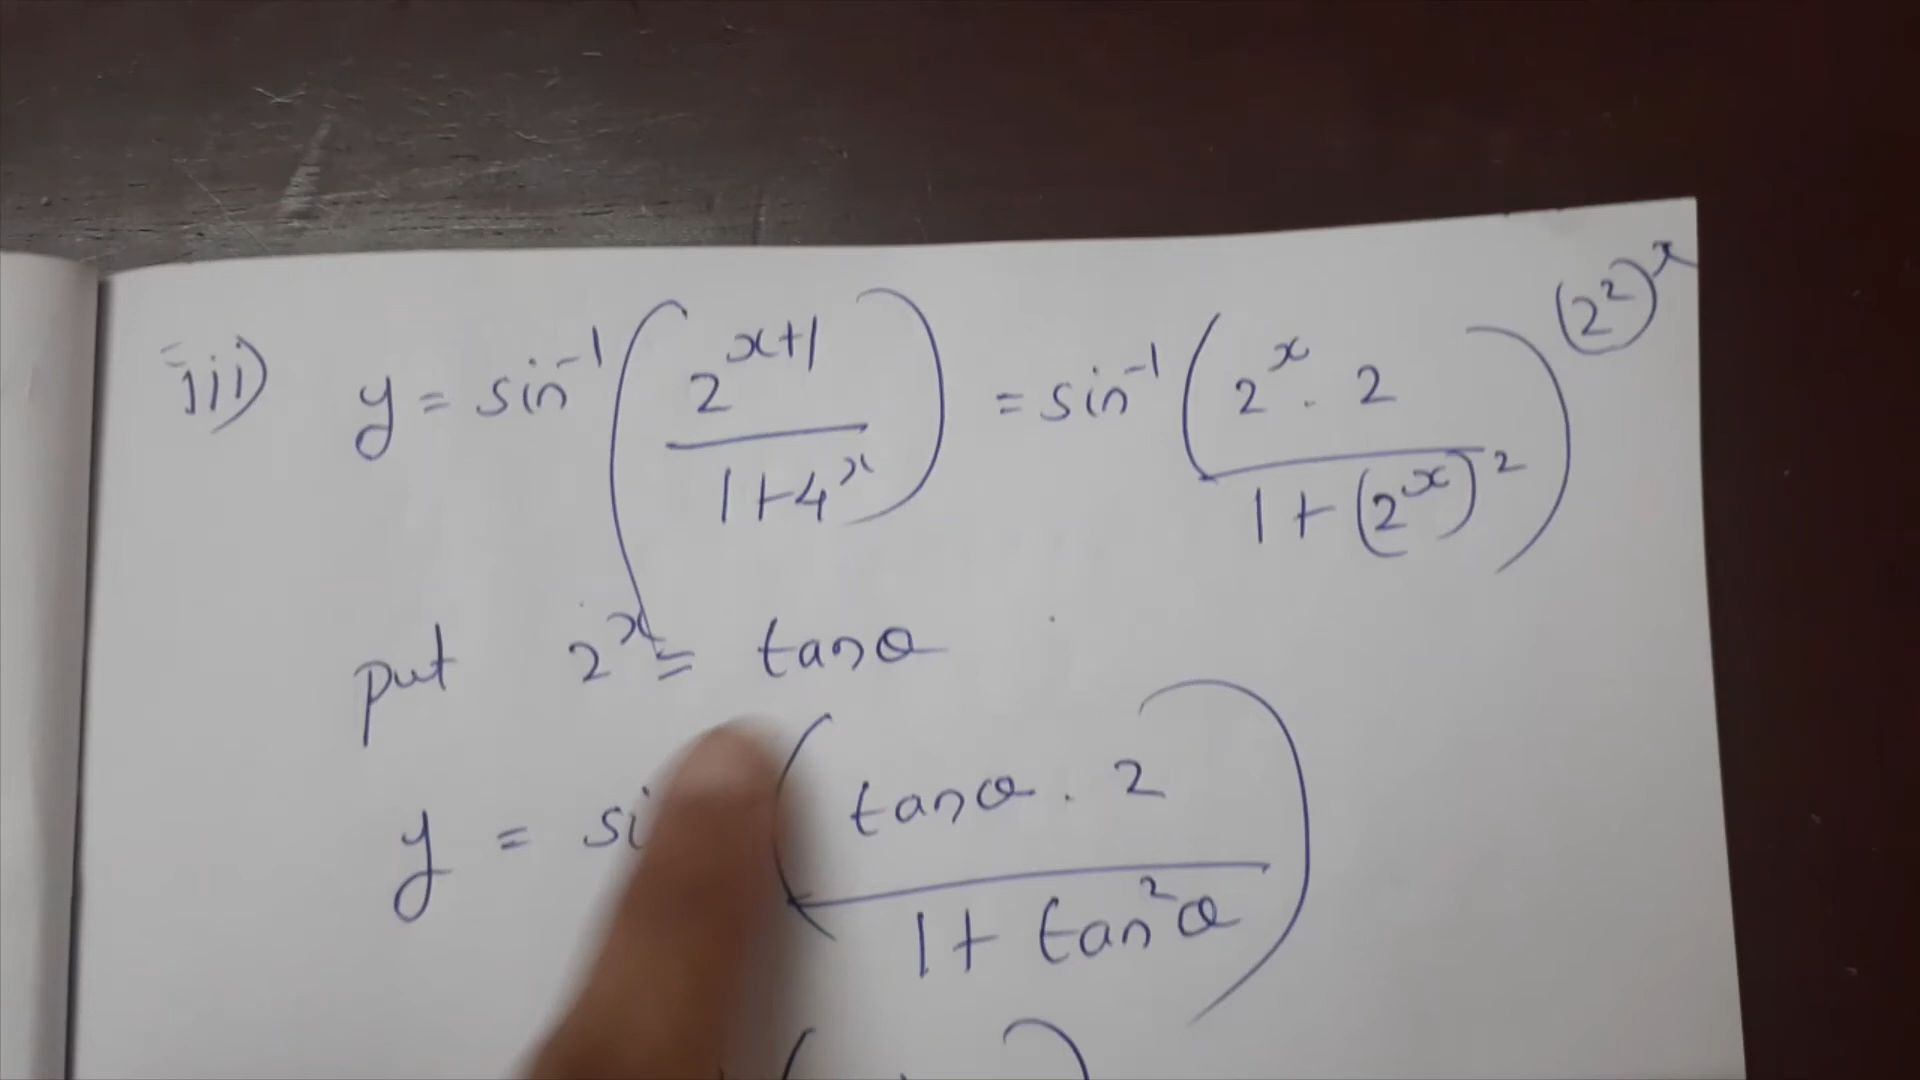 iii) y = sin⁻¹ (2^(x+1) / (1+4^x)) = sin⁻¹ (2^x . 2 / (1+(2^x)²)) (2²)^x
put 2^x = tanθ
y = si (tanθ . 2 / (1+ tan²θ))